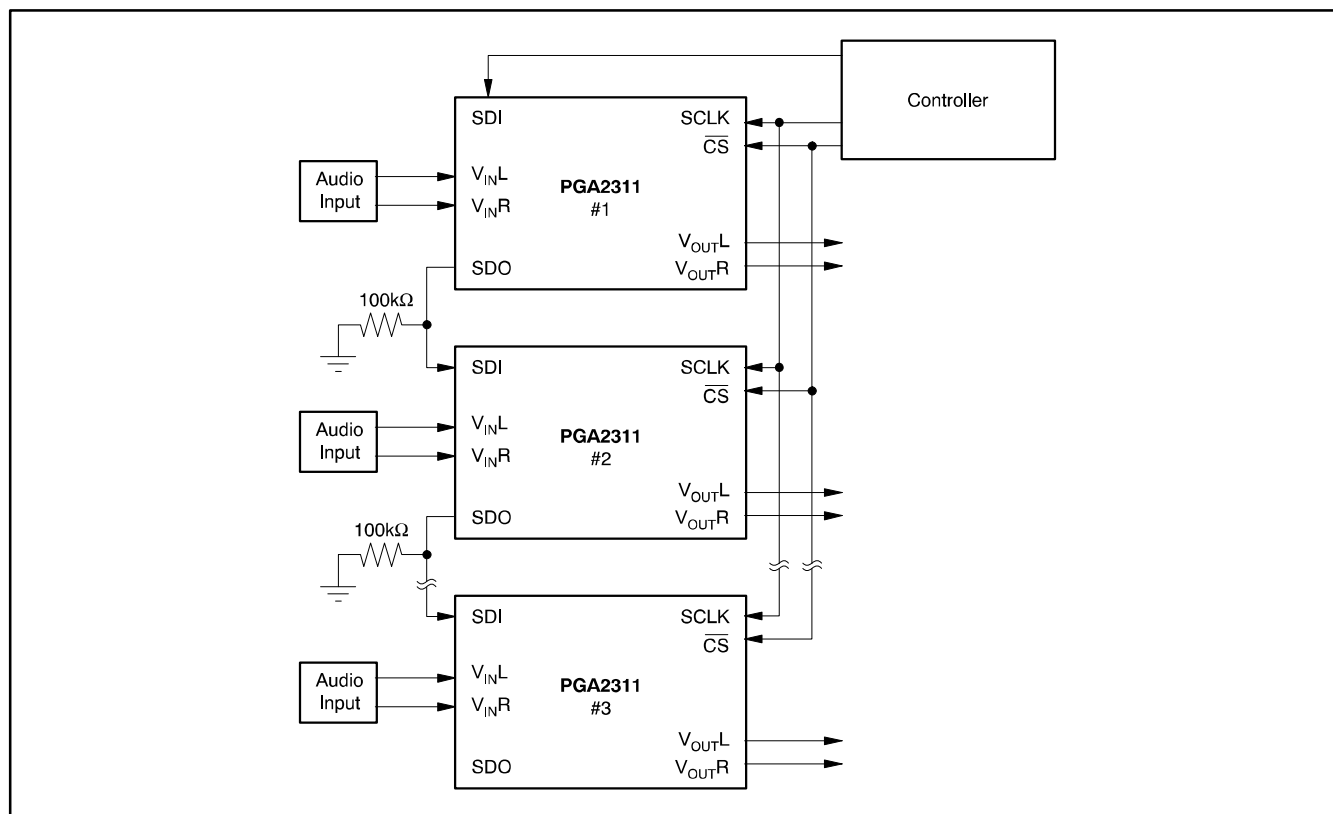 Controller
SDI
SCLK
CS
Audio
Input
VINL
VINR
PGA2311
#1
VOUTL
VOUTR
SDO
100kΩ
SDI
SCLK
CS
Audio
Input
VINL
VINR
PGA2311
#2
VOUTL
VOUTR
SDO
100kΩ
SDI
SCLK
CS
Audio
Input
VINL
VINR
PGA2311
#3
VOUTL
VOUTR
SDO